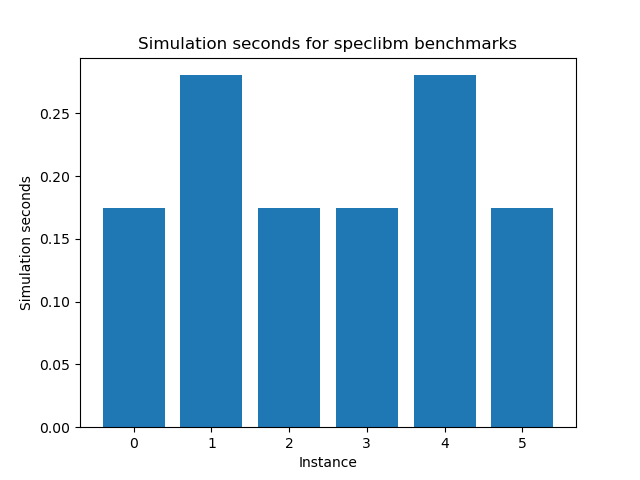 Simulation seconds for speclibm benchmarks
Simulation seconds
0.25
0.20
0.15
0.10
0.05
0.00
0 1 2 3 4 5
Instance